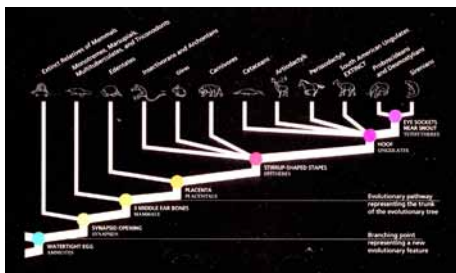 Extinct Relatives of Mammals
Monotremes, Marsupials,
Multituberculates, and Triconodonts
Edentates
Insectivorans and Archontans
Glires
Carnivores
Cetaceans
Artiodactyls
Perissodactyls
South American Ungulates
EXTINCT
Proboscideans
and Desmostylians
Sirenians
EYE SOCKETS
NEAR SNOUT
TETHYTHERES
HOOF
UNGULATES
STIRRUP-SHAPED STAPES
EPITHERES
PLACENTA
PLACENTALS
3 MIDDLE EAR BONES
MAMMALS
Evolutionary pathway
representing the trunk
of the evolutionary tree
SYNAPSID OPENING
SYNAPSIDS
Branching point
representing a new
evolutionary feature
WATERTIGHT EGG
AMNIOTES